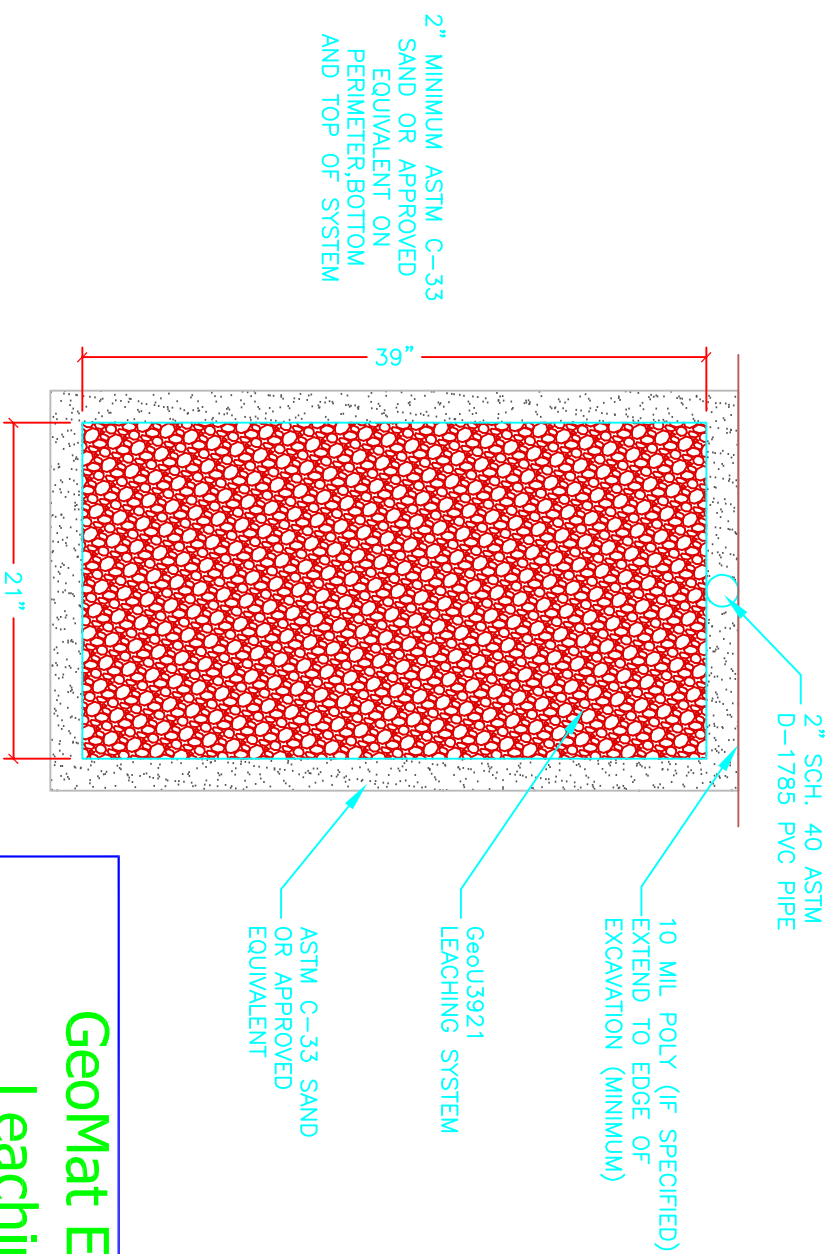 2" MINIMUM ASTM C-33
SAND OR APPROVED
EQUIVALENT ON
PERIMETER,BOTTOM
AND TOP OF SYSTEM
39"
21"
2" SCH. 40 ASTM
D-1785 PVC PIPE
10 MIL POLY (IF SPECIFIED)
EXTEND TO EDGE OF
EXCAVATION (MINIMUM)
GeoU3921
LEACHING SYSTEM
ASTM C-33 SAND
OR APPROVED
EQUIVALENT
GeoMat E
Leachin